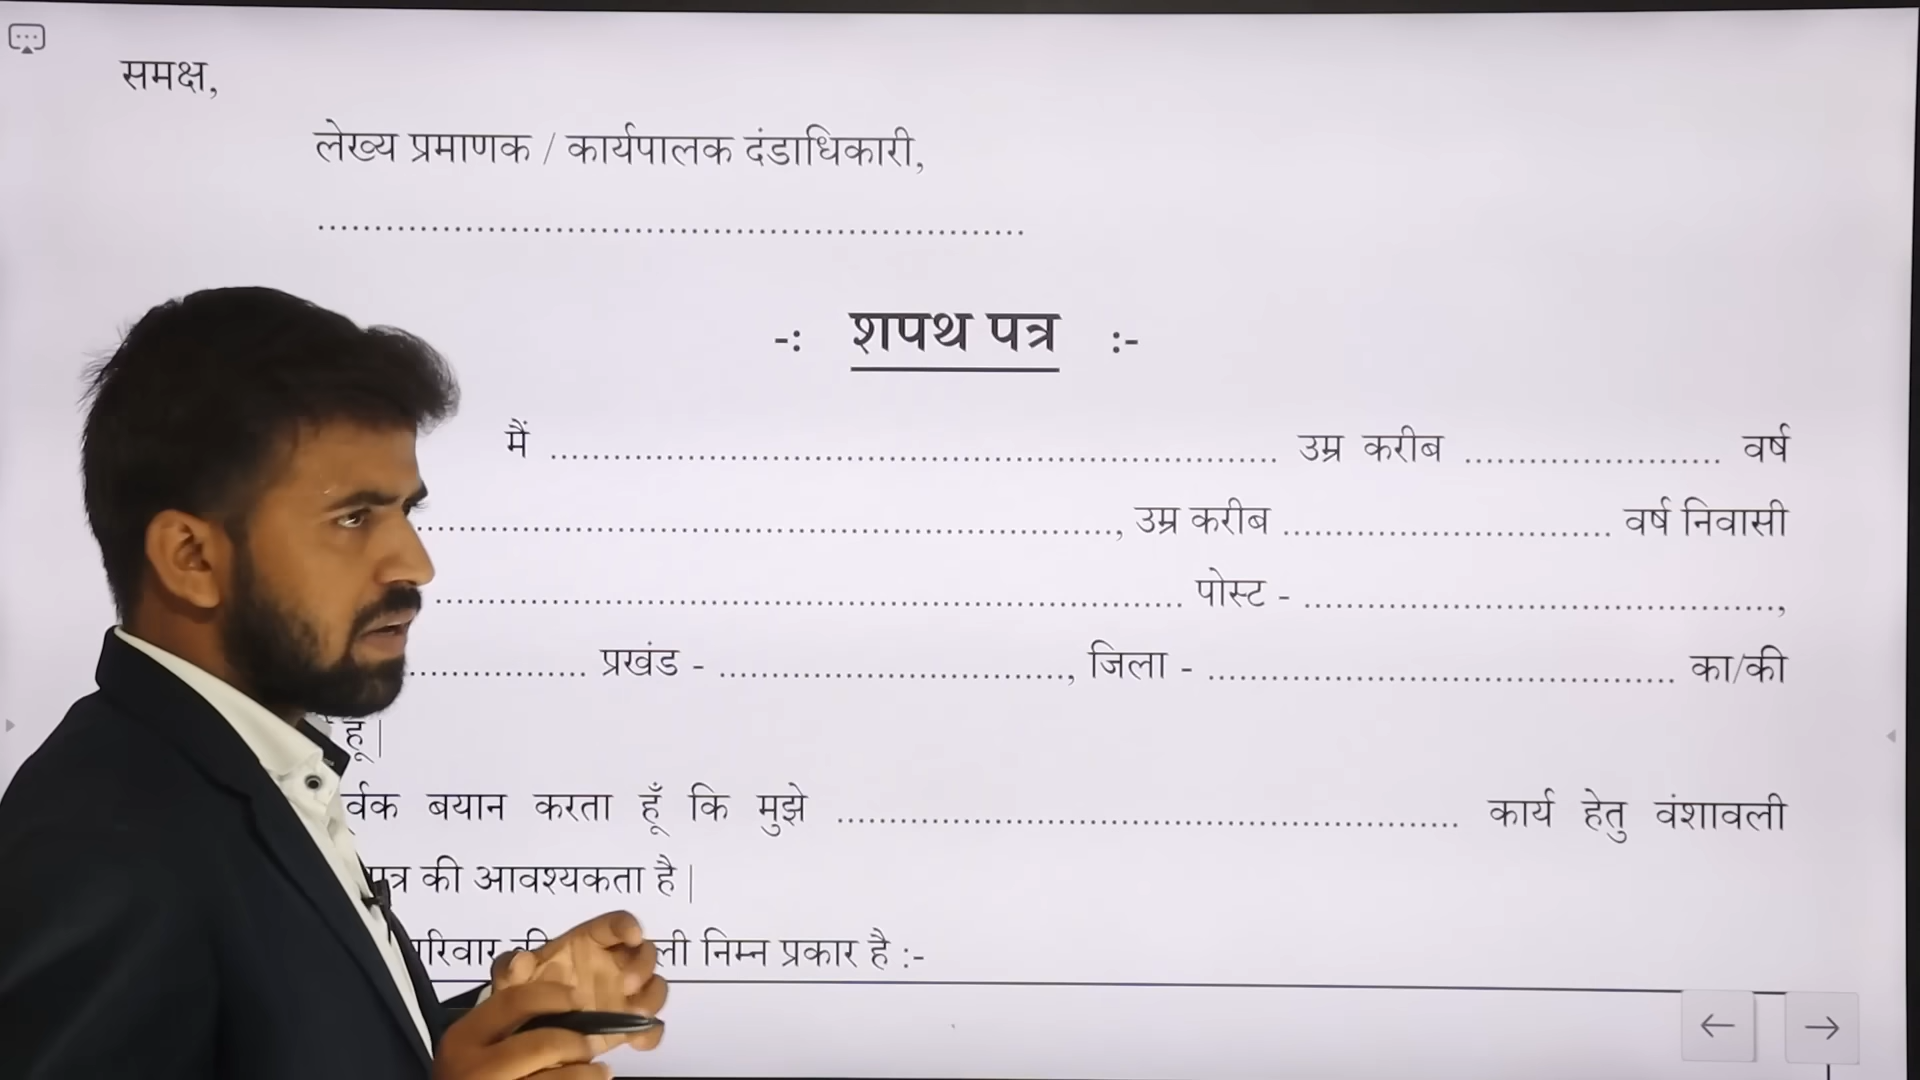 समक्ष,
लेख्य प्रमाणक / कार्यपालक दंडाधिकारी,
............................................................
-: शपथ पत्र :-
मैं .............................................................. उम्र करीब ...................... वर्ष
..........................................................., उम्र करीब ............................ वर्ष निवासी
................................................................ पोस्ट - ........................................,
............... प्रखंड - .............................., जिला - ........................................ का/की
हूँ|
बयान करता हूँ कि मुझे ..................................................... कार्य हेतु वंशावली
की आवश्यकता है|
निम्न प्रकार है :-